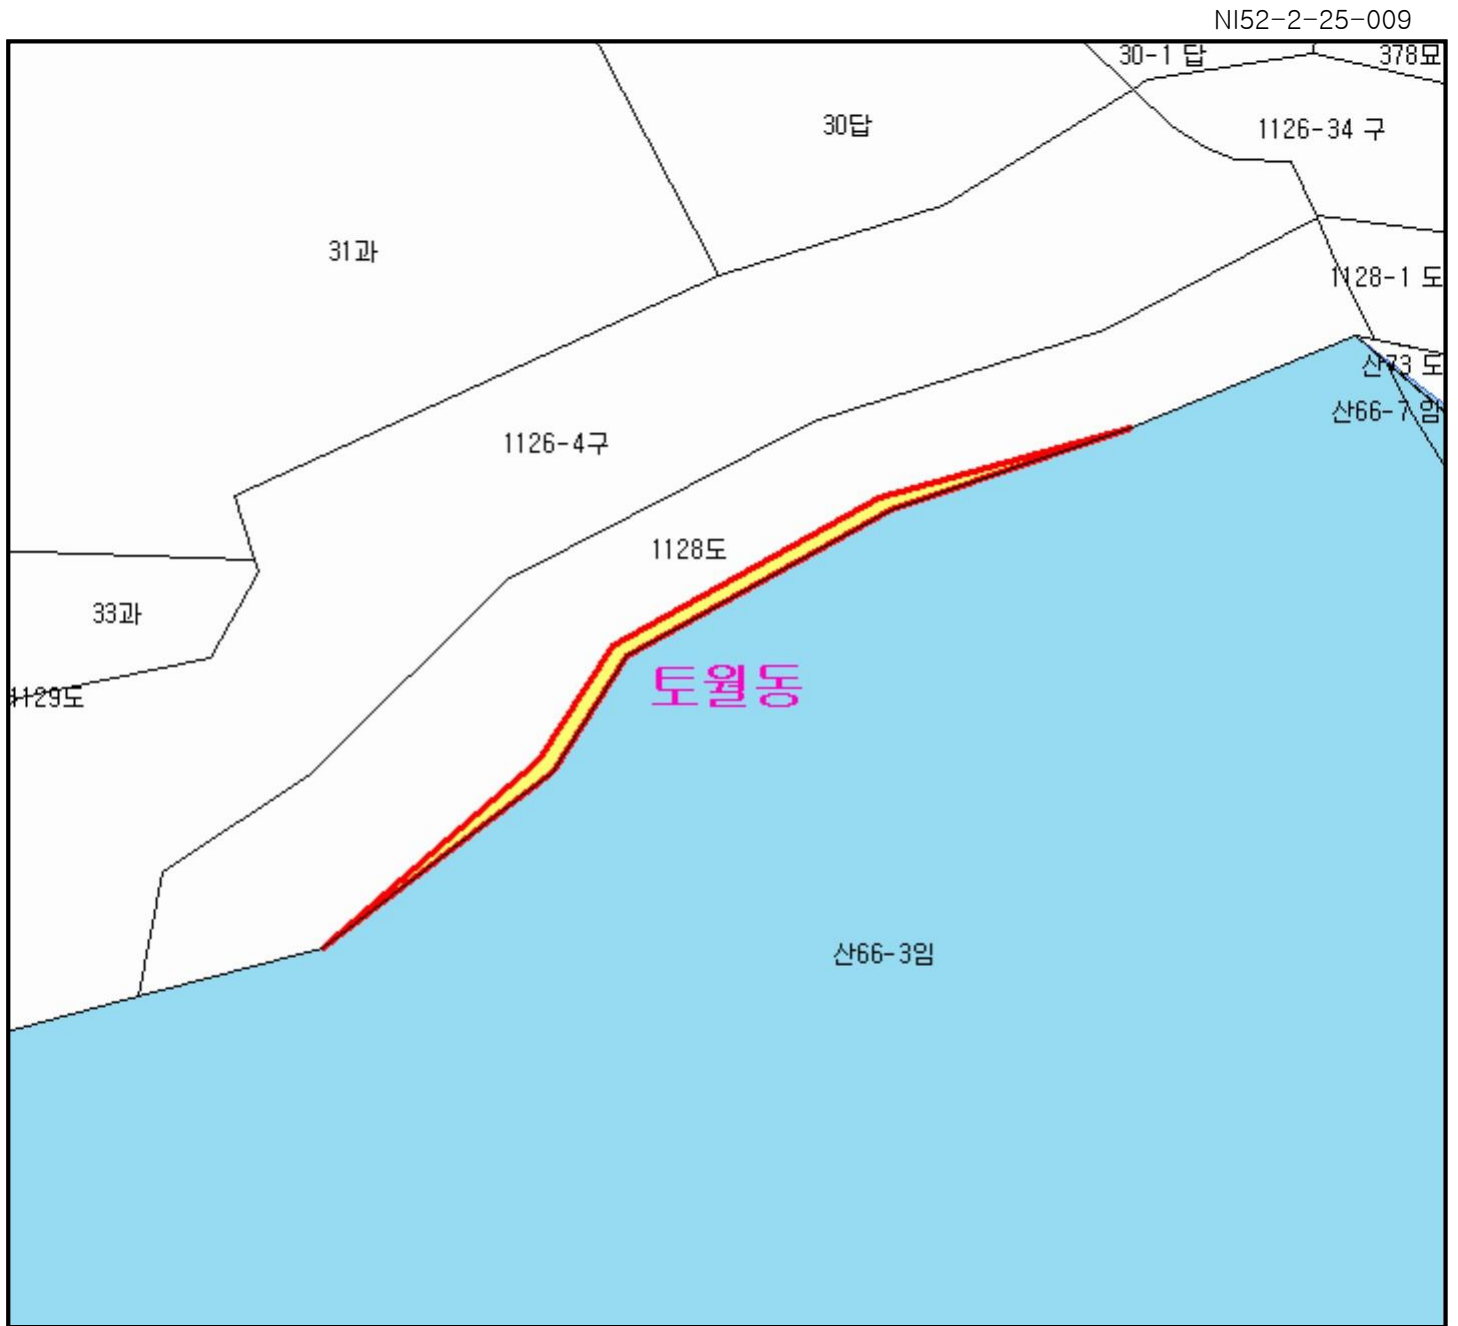 NI52-2-25-009
30-1 답
378묘
30답
1126-34 구
31과
1128-1 도
산73 도
산66-7 임
1126-4구
1128도
33과
토월동
1129도
산66-3임